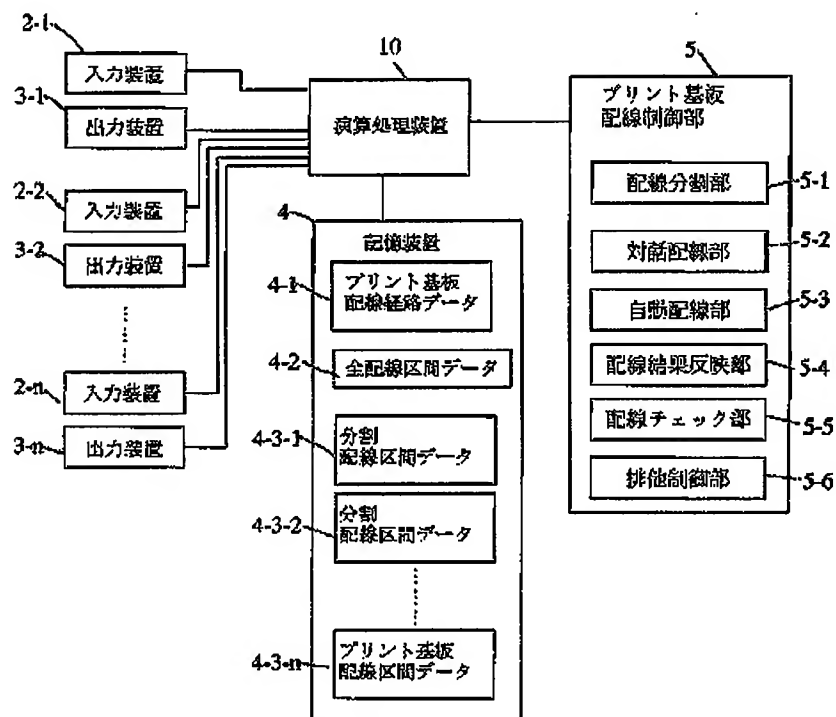 2-1
入力装置
3-1
出力装置
2-2
入力装置
3-2
出力装置
2-n
入力装置
3-n
出力装置
10
演算処理装置
4
記憶装置
4-1
プリント基板
配線経路データ
4-2
全配線区間データ
4-3-1
分割
配線区間データ
4-3-2
分割
配線区間データ
4-3-n
プリント基板
配線区間データ
5
プリント基板
配線制御部
配線分割部
5-1
対話配線部
5-2
自動配線部
5-3
配線結果反映部
5-4
配線チェック部
5-5
排他制御部
5-6